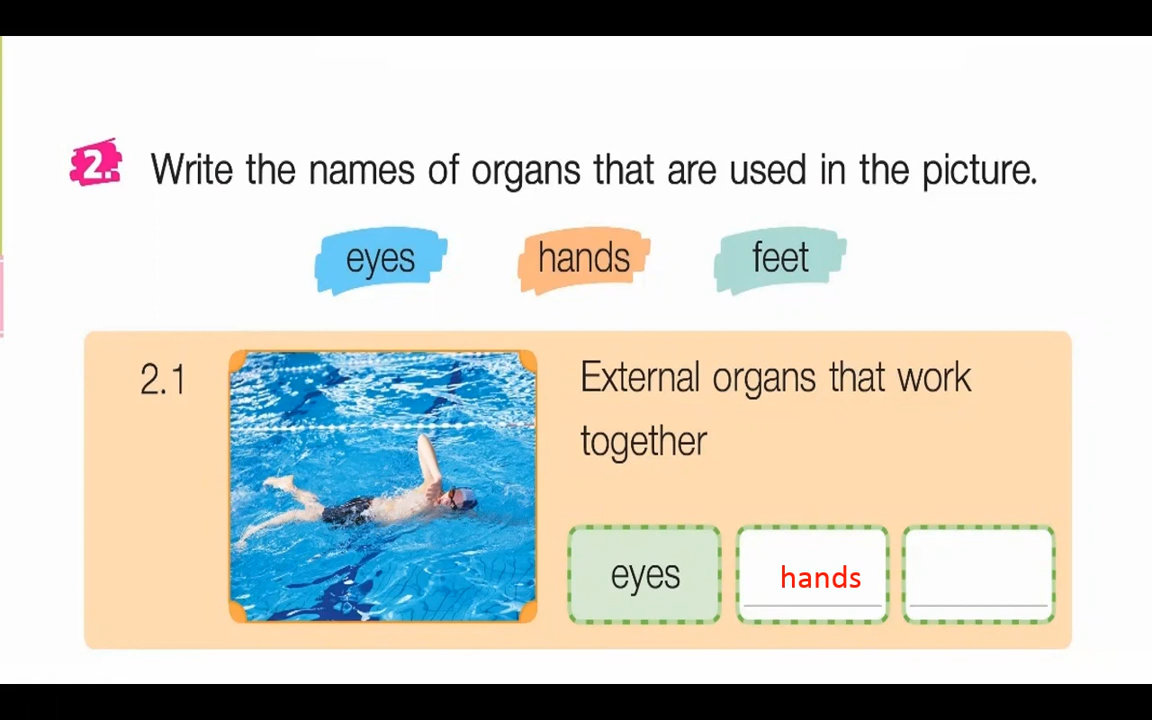 2. Write the names of organs that are used in the picture.
eyes hands feet
2.1 External organs that work
together
eyes hands